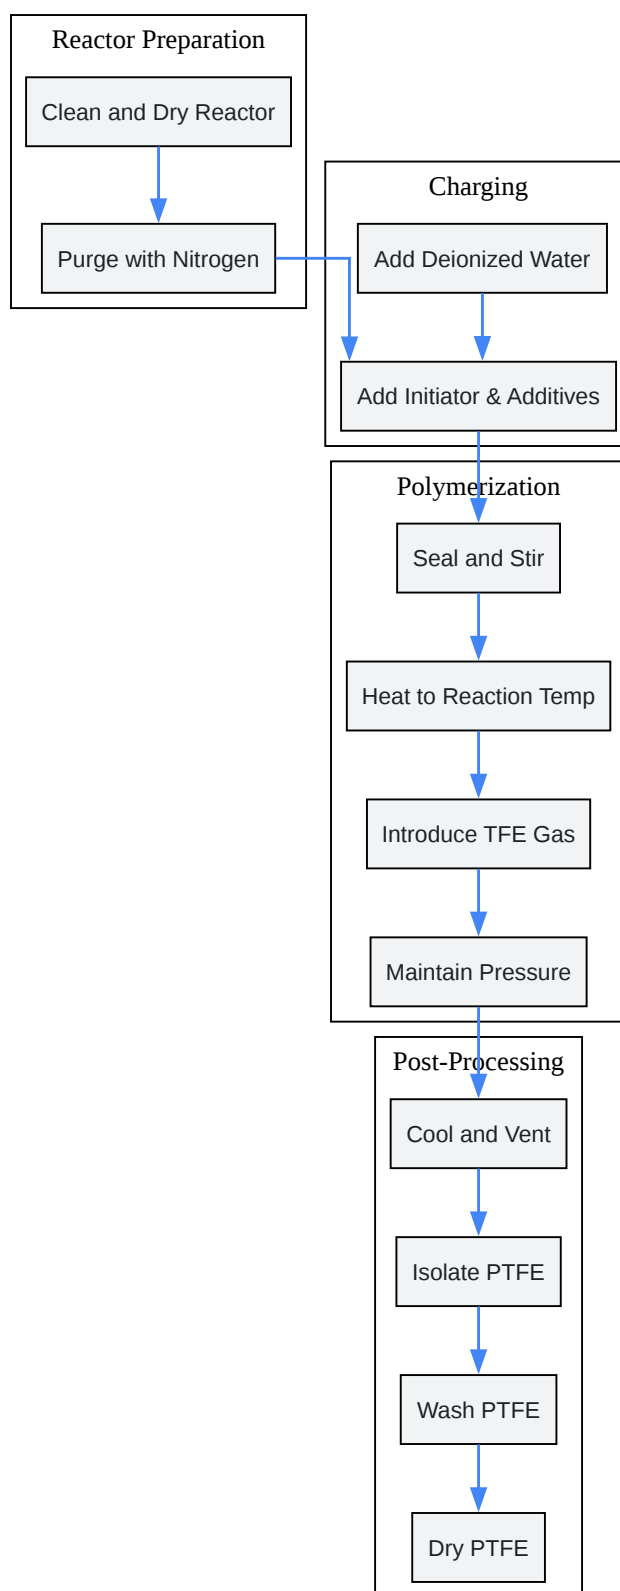 Reactor Preparation
Clean and Dry Reactor
Purge with Nitrogen
Charging
Add Deionized Water
Add Initiator & Additives
Polymerization
Seal and Stir
Heat to Reaction Temp
Introduce TFE Gas
Maintain Pressure
Post-Processing
Cool and Vent
Isolate PTFE
Wash PTFE
Dry PTFE